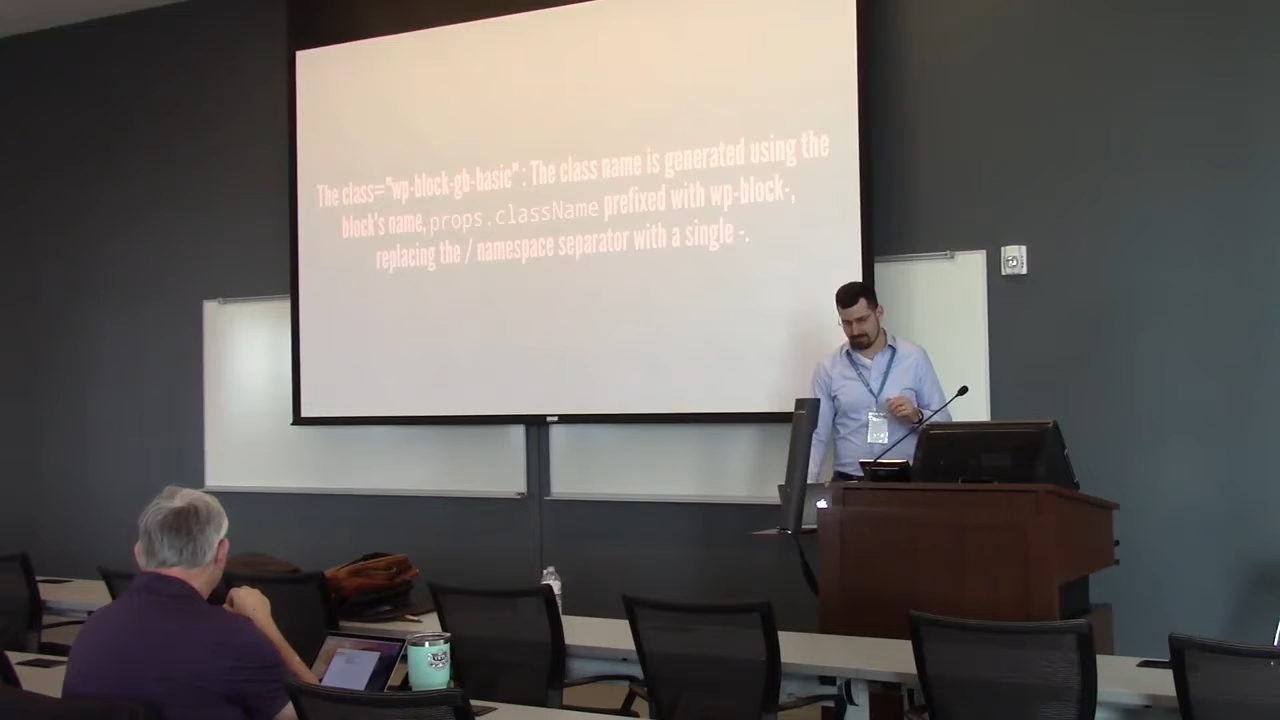 The class="wp-block-gb-basic" : The class name is generated using the
block's name, props.className prefixed with wp-block-,
replacing the / namespace separator with a single -.
YETI